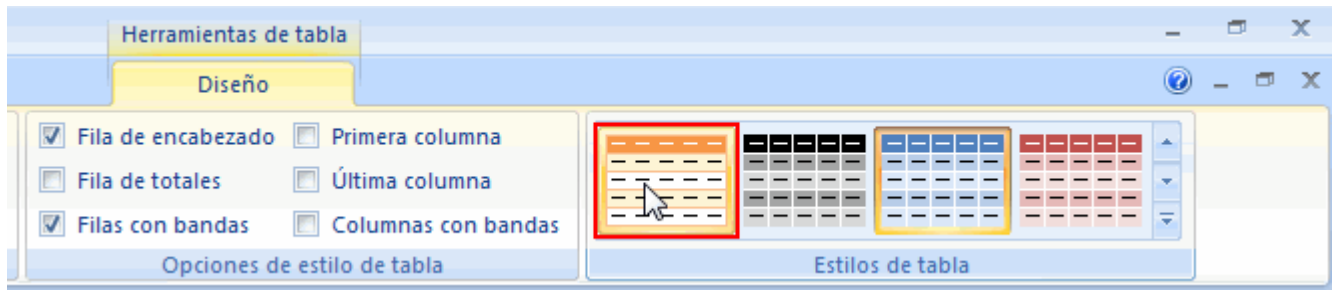 Herramientas de tabla
Diseño
Fila de encabezado Primera columna
Fila de totales Última columna
Filas con bandas Columnas con bandas
Opciones de estilo de tabla Estilos de tabla